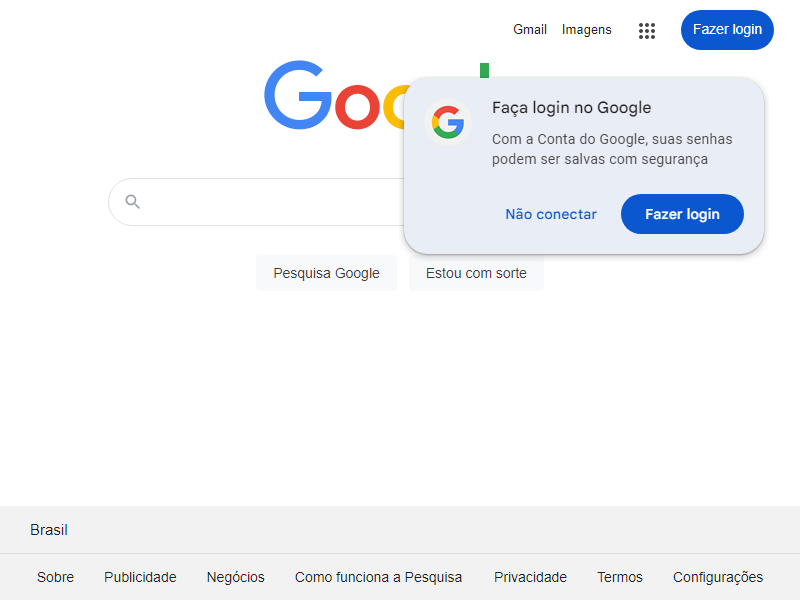 Gmail
Imagens
Fazer login
Faça login no Google
Com a Conta do Google, suas senhas
podem ser salvas com segurança
Não conectar
Fazer login
Pesquisa Google
Estou com sorte
Brasil
Sobre
Publicidade
Negócios
Como funciona a Pesquisa
Privacidade
Termos
Configurações